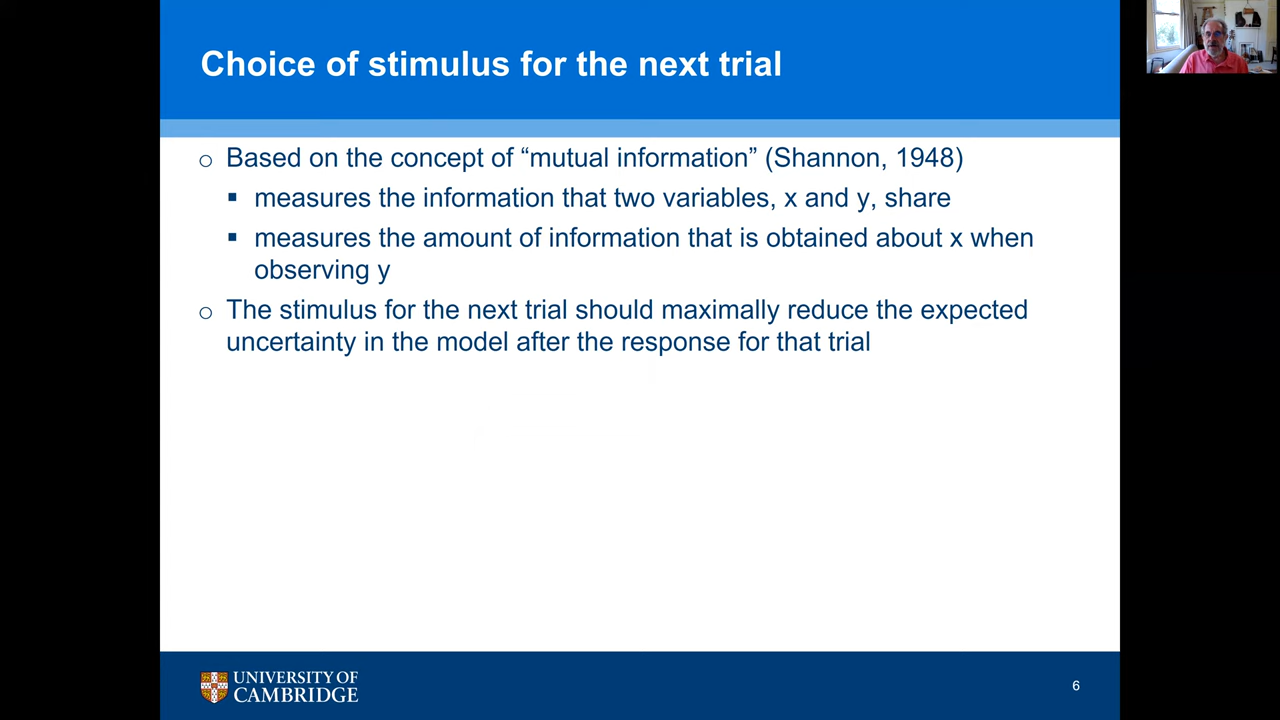 Choice of stimulus for the next trial
o Based on the concept of “mutual information” (Shannon, 1948)
▪ measures the information that two variables, x and y, share
▪ measures the amount of information that is obtained about x when
observing y
o The stimulus for the next trial should maximally reduce the expected
uncertainty in the model after the response for that trial
UNIVERSITY OF
CAMBRIDGE
6